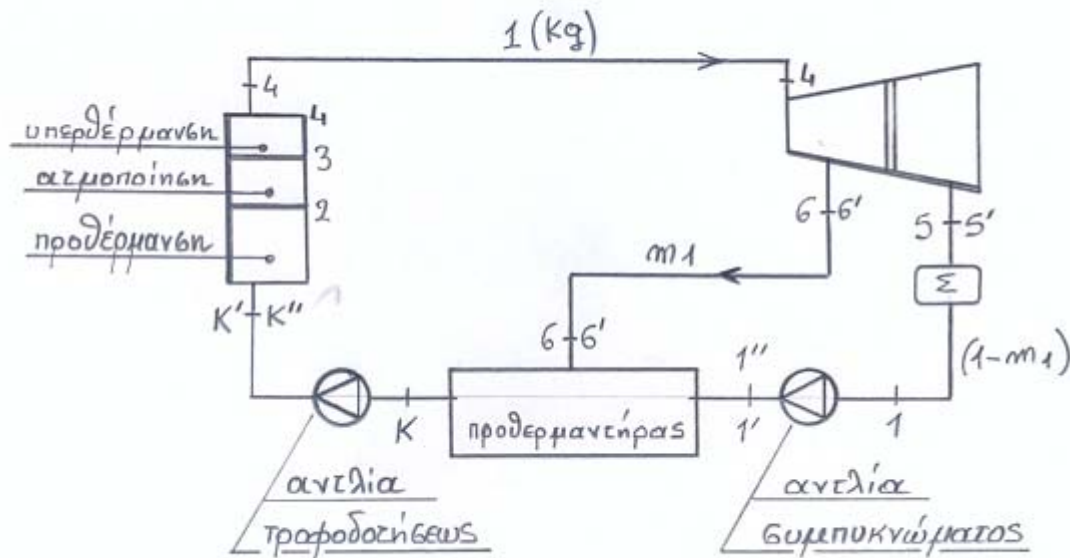 1 (Kg)
4
4
υπερθέρμανση
4
3
ατμοποίηση
2
προθέρμανση
6 6'
5 5'
m1
Σ
K' K''
6 6'
1''
(1-m1)
K
προθερμαντήρας
1'
1
αντλία
τροφοδοτήσεως
αντλία
συμπυκνώματος